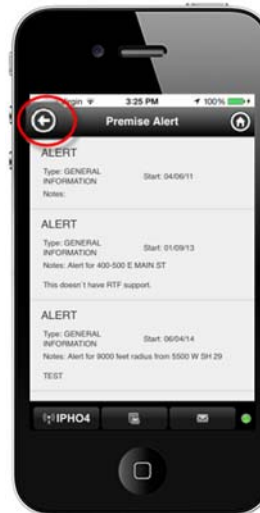 3:25 PM 100%
Premise Alert
ALERT
Type: GENERAL INFORMATION Start: 04/06/11
Notes:
ALERT
Type: GENERAL INFORMATION Start: 01/09/13
Notes: Alert for 400-500 E MAIN ST
This doesn't have RTF support.
ALERT
Type: GENERAL INFORMATION Start: 06/04/14
Notes: Alert for 9000 feet radius from 5500 W SH 29
TEST
IPHO4